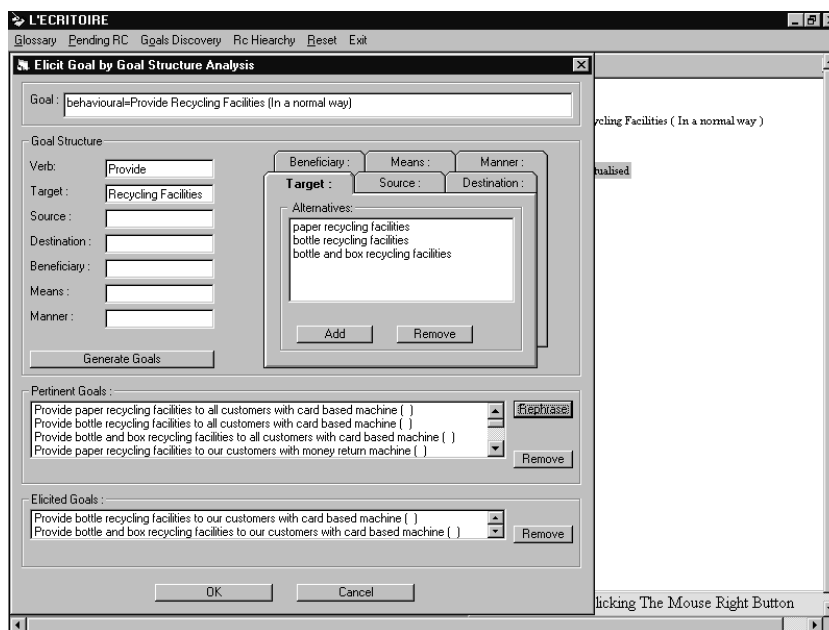 L'ECRITOIRE
Glossary Pending RC Goals Discovery Rc Hiearchy Reset Exit
Elicit Goal by Goal Structure Analysis
Goal : behavioural=Provide Recycling Facilities (In a normal way)
ycling Facilities ( In a normal way )
tualised
Goal Structure
Verb: Provide
Target : Recycling Facilities
Source :
Destination :
Beneficiary :
Means :
Manner :
Generate Goals
Beneficiary : Means : Manner :
Target : Source : Destination :
Alternatives:
paper recycling facilities
bottle recycling facilities
bottle and box recycling facilities
Add Remove
Pertinent Goals :
Provide paper recycling facilities to all customers with card based machine ( )
Provide bottle recycling facilities to all customers with card based machine ( )
Provide bottle and box recycling facilities to all customers with card based machine ( )
Provide paper recycling facilities to our customers with money return machine ( )
Rephrase
Remove
Elicited Goals :
Provide bottle recycling facilities to our customers with card based machine ( )
Provide bottle and box recycling facilities to our customers with card based machine ( )
Remove
OK Cancel
licking The Mouse Right Button